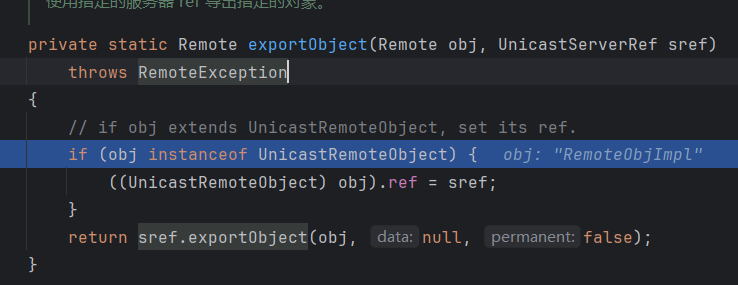 使用指定的服务器 ref 导出指定的对象。
private static Remote exportObject(Remote obj, UnicastServerRef sref)
throws RemoteException
{
// if obj extends UnicastRemoteObject, set its ref.
if (obj instanceof UnicastRemoteObject) { obj: "RemoteObjImpl"
((UnicastRemoteObject) obj).ref = sref;
}
return sref.exportObject(obj, data: null, permanent: false);
}